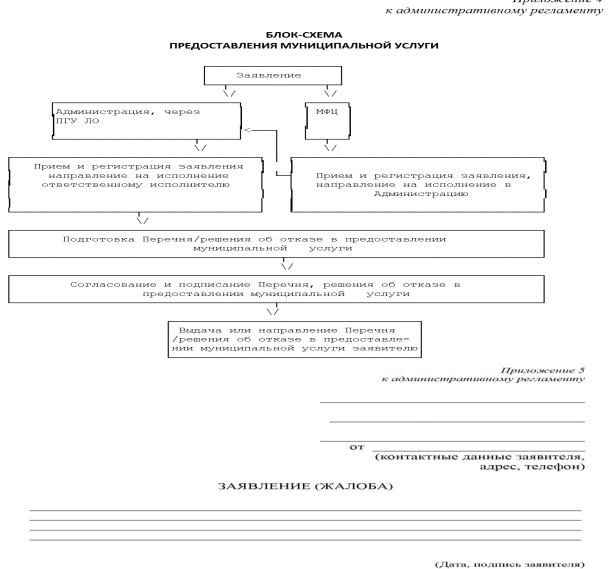 Приложение 4
к административному регламенту
БЛОК-СХЕМА
ПРЕДОСТАВЛЕНИЯ МУНИЦИПАЛЬНОЙ УСЛУГИ
Заявление
Администрация, через
ПГУ ЛО
МФЦ
Прием и регистрация заявления
направление на исполнение
ответственному исполнителю
Прием и регистрация заявления,
направление на исполнение в
Администрацию
Подготовка Перечня/решения об отказе в предоставлении
муниципальной услуги
Согласование и подписание Перечня, решения об отказе в
предоставлении муниципальной услуги
Выдача или направление Перечня
/решения об отказе в предоставле-
нии муниципальной услуги заявителю
Приложение 5
к административному регламенту
от
(контактные данные заявителя,
адрес, телефон)
ЗАЯВЛЕНИЕ (ЖАЛОБА)
(Дата, подпись заявителя)